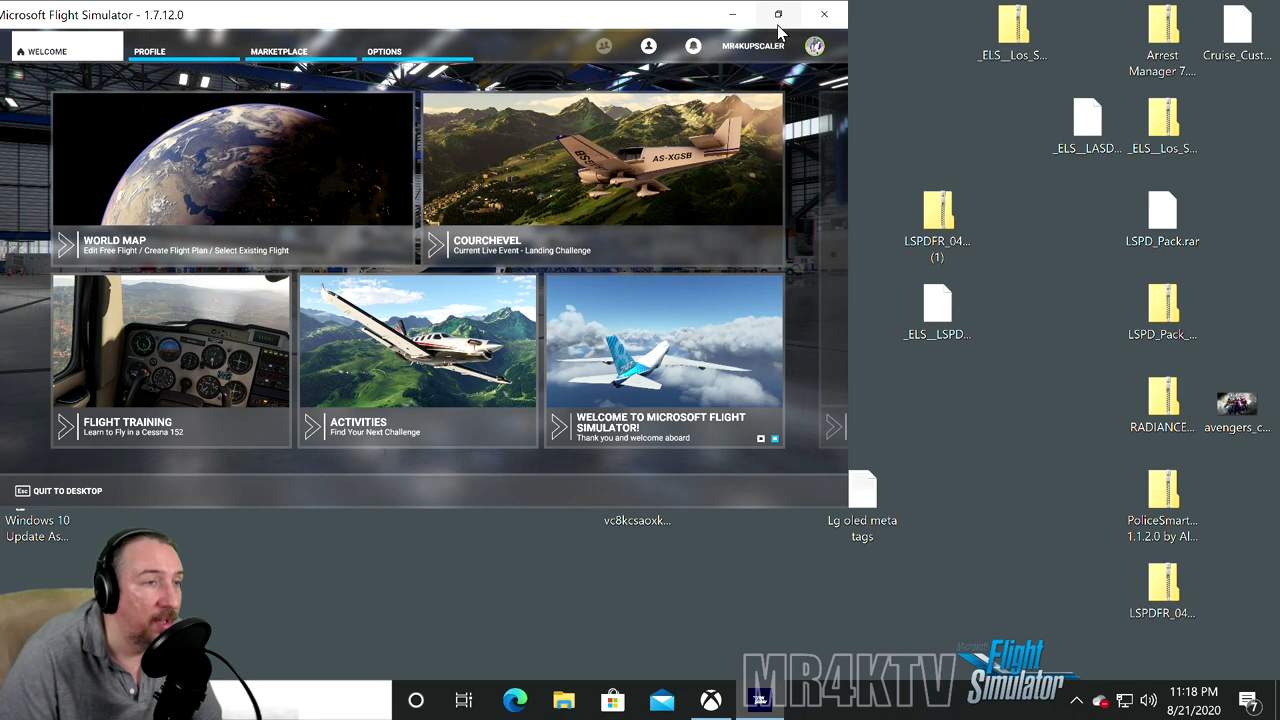 Microsoft Flight Simulator - 1.7.12.0
WELCOME
PROFILE
MARKETPLACE
OPTIONS
MR4KUPSCALER
AS-XGSB
WORLD MAP
Edit Free Flight / Create Flight Plan / Select Existing Flight
COURCHEVEL
Current Live Event - Landing Challenge
FLIGHT TRAINING
Learn to Fly in a Cessna 152
ACTIVITIES
Find Your Next Challenge
WELCOME TO MICROSOFT FLIGHT
SIMULATOR!
Thank you and welcome aboard
Esc QUIT TO DESKTOP
_ELS__Los_S...
Arrest
Manager 7....
Cruise_Cust...
_ELS__LASD...
_ELS__Los_S...
LSPDFR_04...
(1)
LSPD_Pack.rar
_ELS__LSPD...
LSPD_Pack_...
RADIANCE...
avengers_c...
Windows 10
Update As...
vc8kcsaoxk...
Lg oled meta
tags
PoliceSmart...
1.1.2.0 by Al...
LSPDFR_04...
MR4KTV
Microsoft
Flight
Simulator
11:18 PM
8/21/2020
7